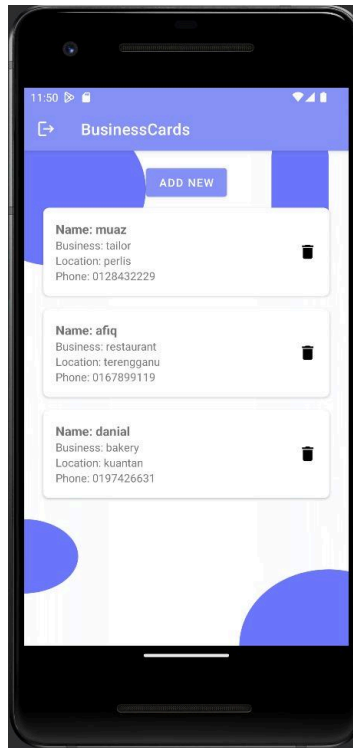 11:50
BusinessCards
ADD NEW
Name: muaz
Business: tailor
Location: perlis
Phone: 0128432229
Name: afiq
Business: restaurant
Location: terengganu
Phone: 0167899119
Name: danial
Business: bakery
Location: kuantan
Phone: 0197426631